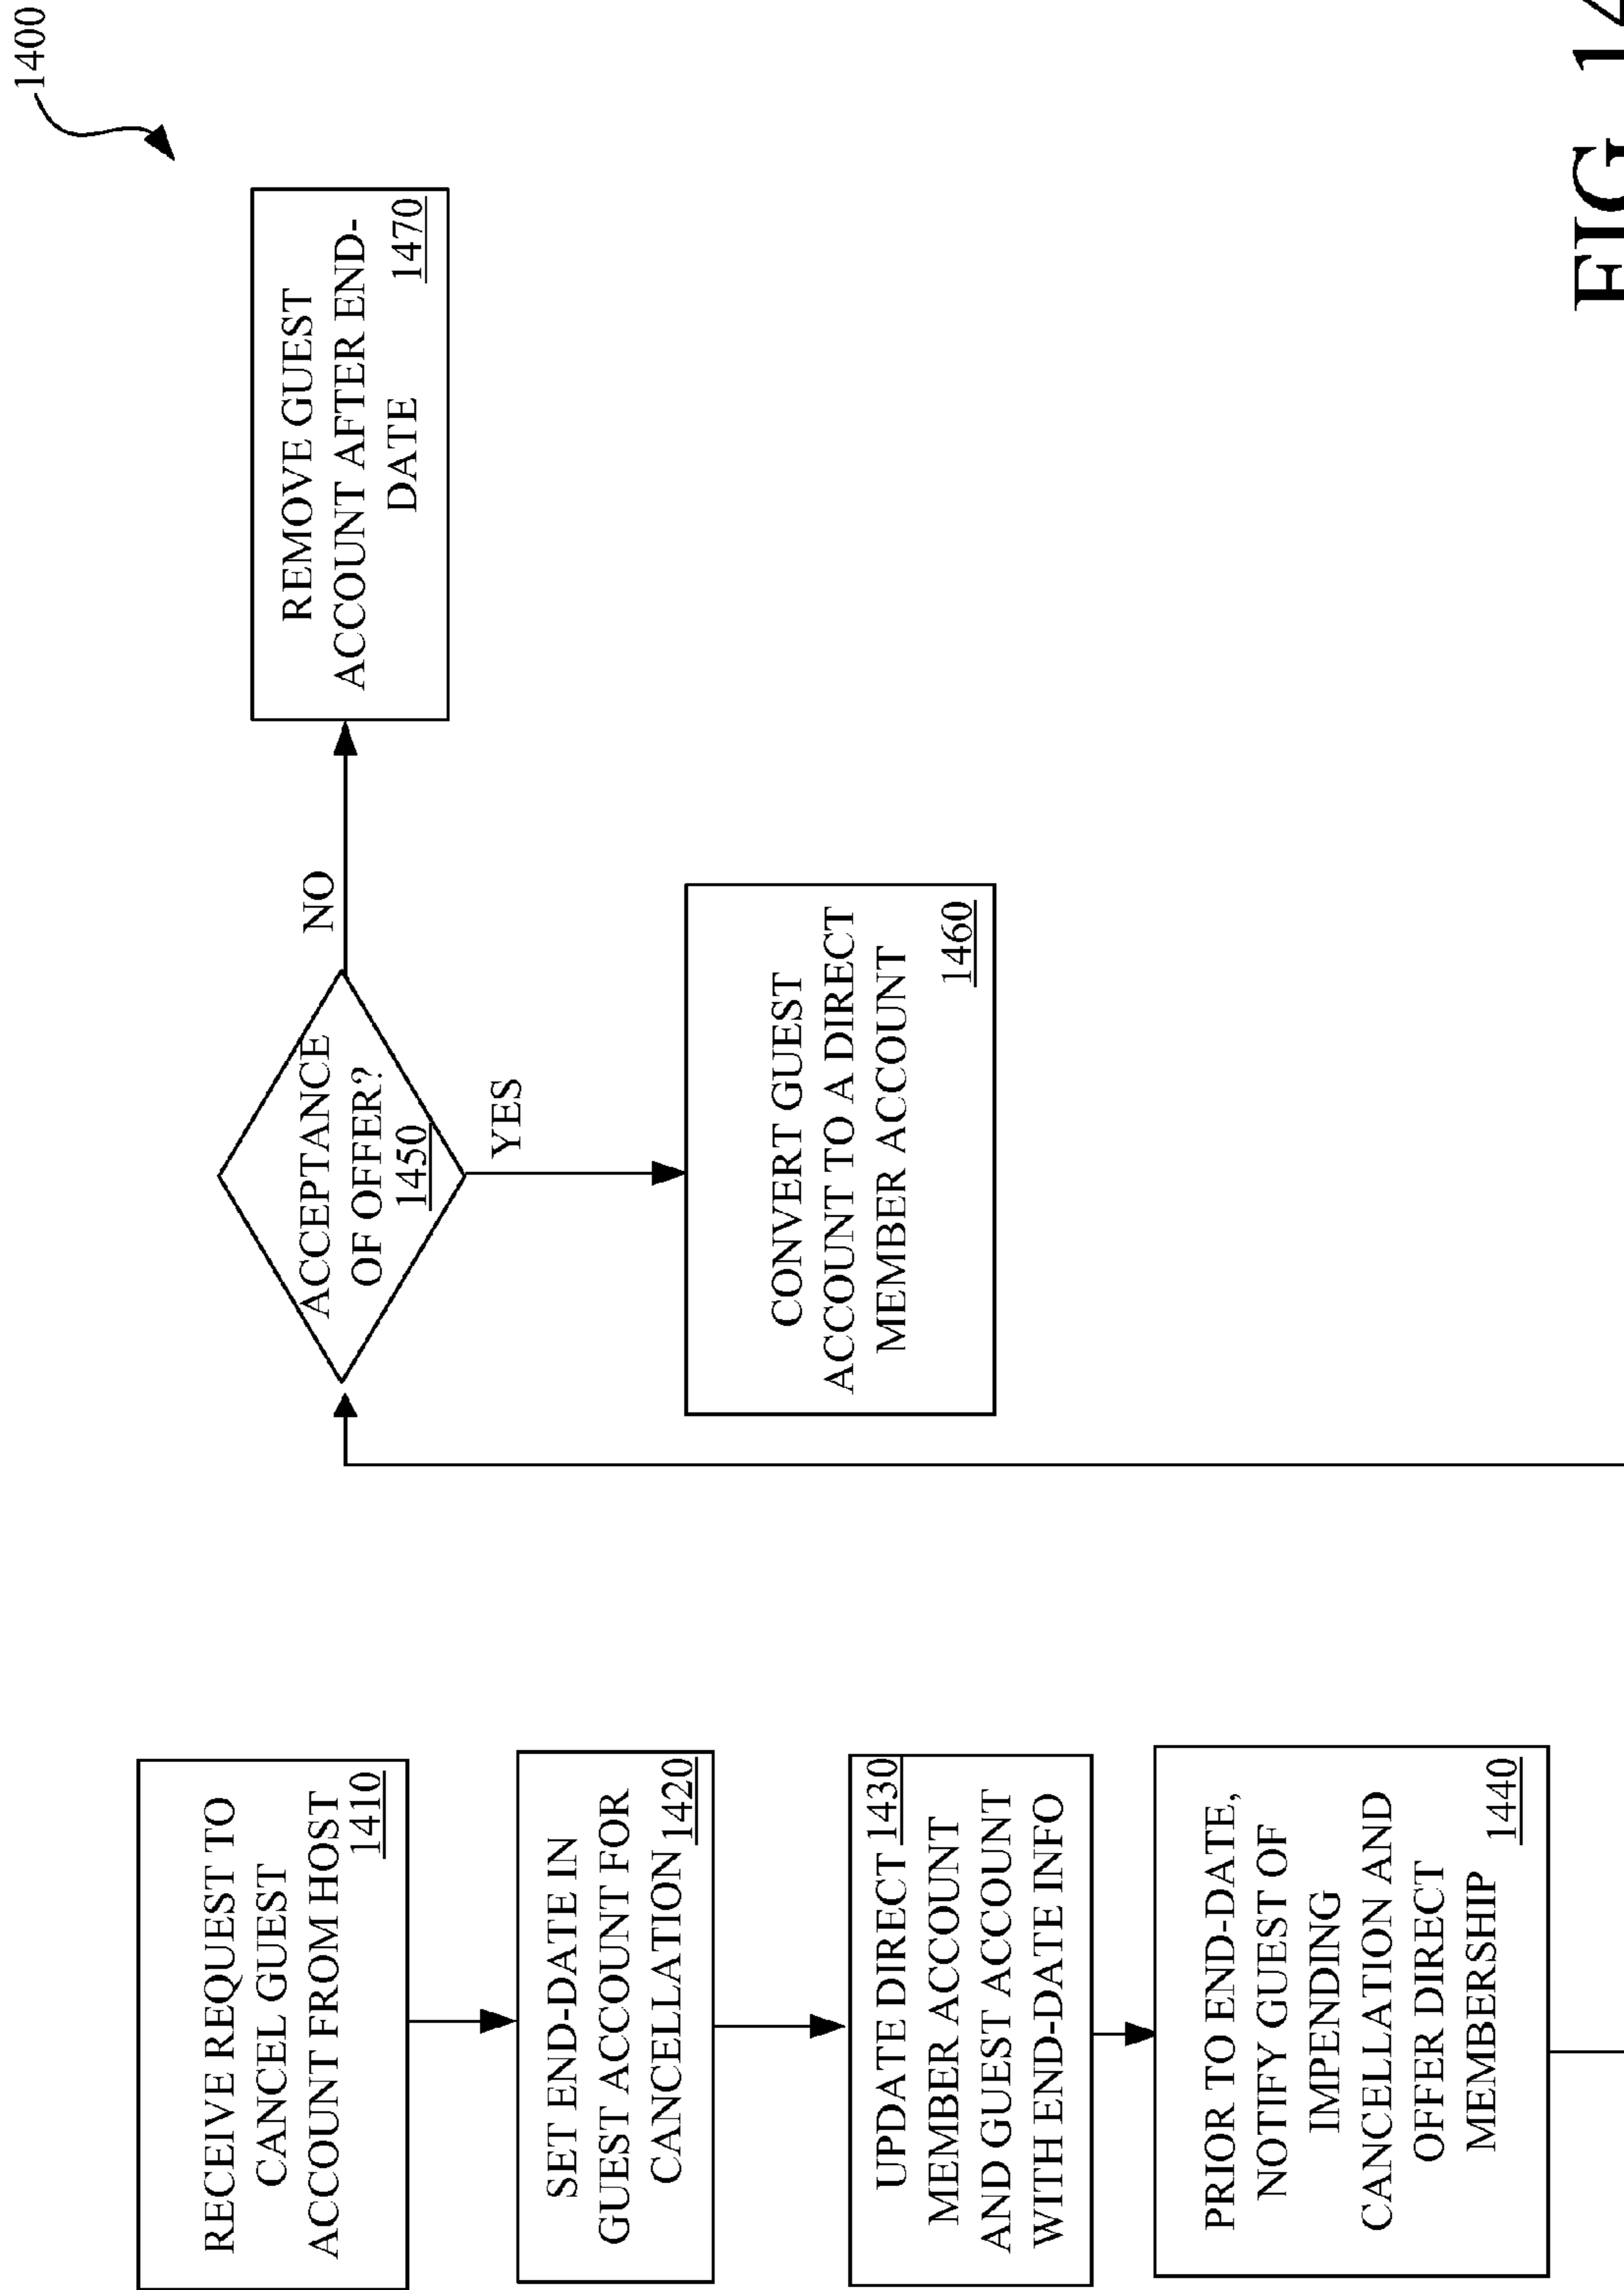 1400
RECEIVE REQUEST TO
CANCEL GUEST
ACCOUNT FROM HOST
1410
SET END-DATE IN
GUEST ACCOUNT FOR
CANCELLATION 1420
UPDATE DIRECT 1430
MEMBER ACCOUNT
AND GUEST ACCOUNT
WITH END-DATE INFO
PRIOR TO END-DATE,
NOTIFY GUEST OF
IMPENDING
CANCELLATION AND
OFFER DIRECT
MEMBERSHIP 1440
ACCEPTANCE
OF OFFER?
1450
NO
YES
CONVERT GUEST
ACCOUNT TO A DIRECT
MEMBER ACCOUNT
1460
REMOVE GUEST
ACCOUNT AFTER END-
DATE 1470
FIG. 14